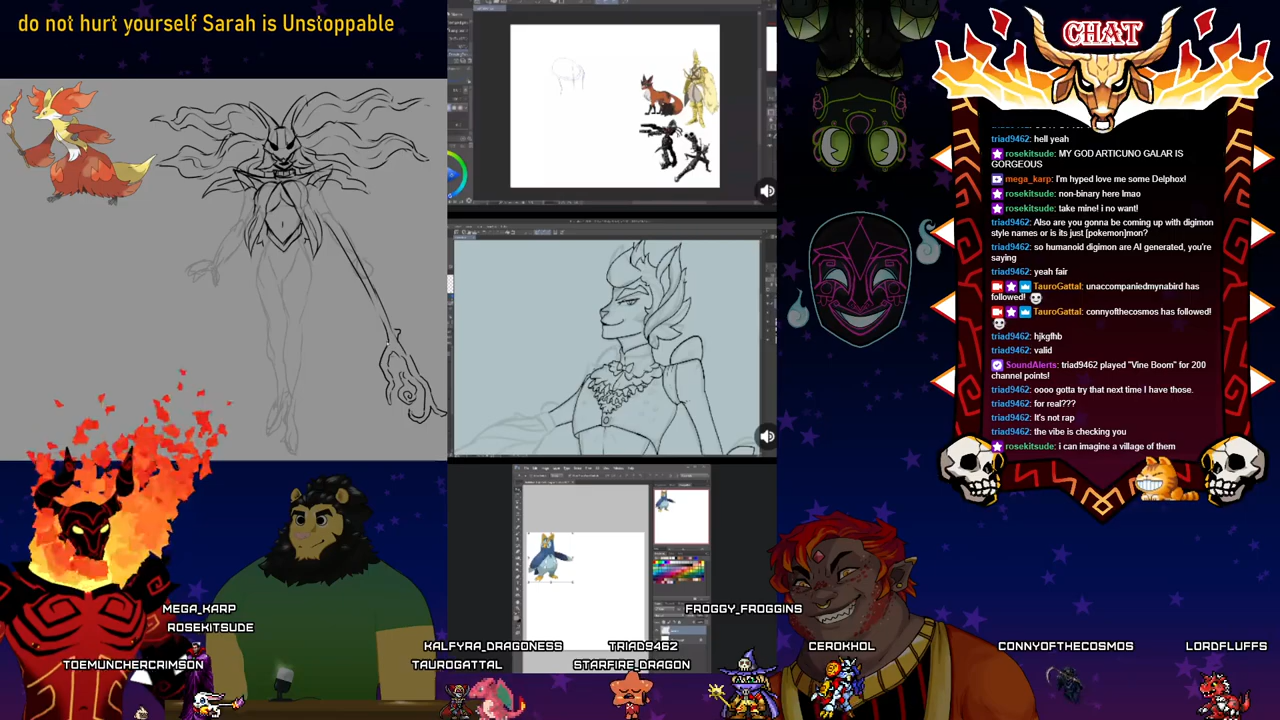 do not hurt yourself Sarah is Unstoppable
CHAT
triad9462: hell yeah
rosekitsude: MY GOD ARTICUNO GALAR IS
GORGEOUS
mega_karp: I'm hyped love me some Delphox!
rosekitsude: non-binary here lmao
rosekitsude: take mine! i no want!
triad9462: Also are you gonna be coming up with digimon
style names or is its just [pokemon]mon?
triad9462: so humanoid digimon are AI generated, you're
saying
triad9462: yeah fair
TauroGattal: unaccompaniedmynabird has
followed!
TauroGattal: connyofthecosmos has followed!
triad9462: hjkgfhb
triad9462: valid
SoundAlerts: triad9462 played "Vine Boom" for 200
channel points!
triad9462: oooo gotta try that next time I have those.
triad9462: for real???
triad9462: It's not rap
triad9462: the vibe is checking you
rosekitsude: i can imagine a village of them
MEGA_KARP
FROGGY_FROGGINS
ROSEKITSUDE
KALFYRA_DRAGONESS
TRIAD9462
CEROKHOL
CONNYOFTHECOSMOS
LORDFLUFFS
TOEMUNCHERCRIMSON
TAUROGATTAL
STARFIRE_DRAGON